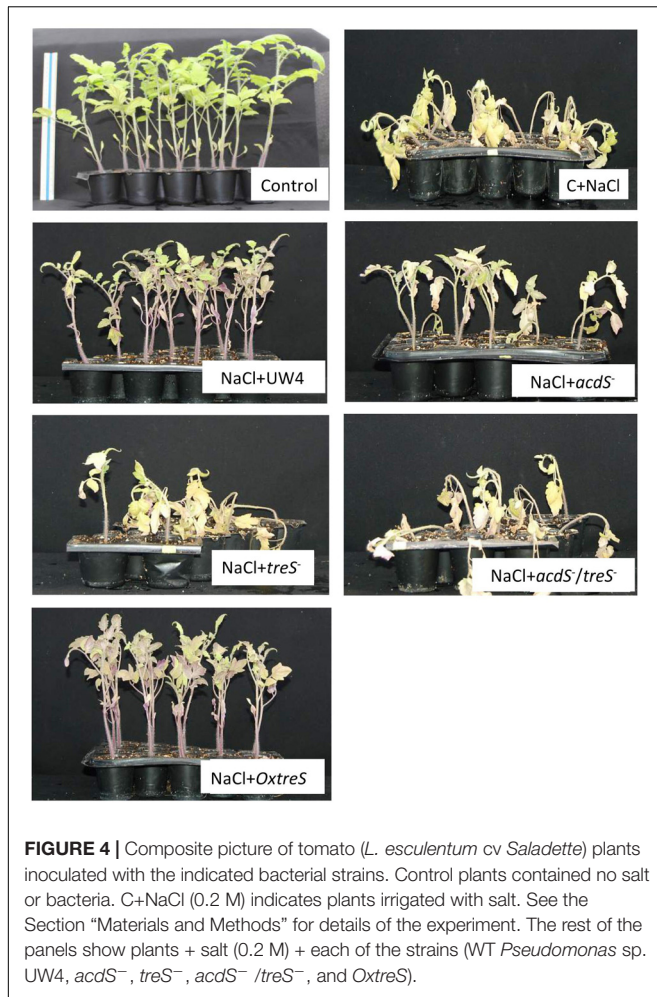 Control
C+NaCl
NaCl+UW4
NaCl+acdS-
NaCl+treS-
NaCl+acdS-/treS-
NaCl+OxtreS
FIGURE 4 | Composite picture of tomato (L. esculentum cv Saladette) plants
inoculated with the indicated bacterial strains. Control plants contained no salt
or bacteria. C+NaCl (0.2 M) indicates plants irrigated with salt. See the
Section “Materials and Methods” for details of the experiment. The rest of the
panels show plants + salt (0.2 M) + each of the strains (WT Pseudomonas sp.
UW4, acdS−, treS−, acdS− /treS−, and OxtreS).